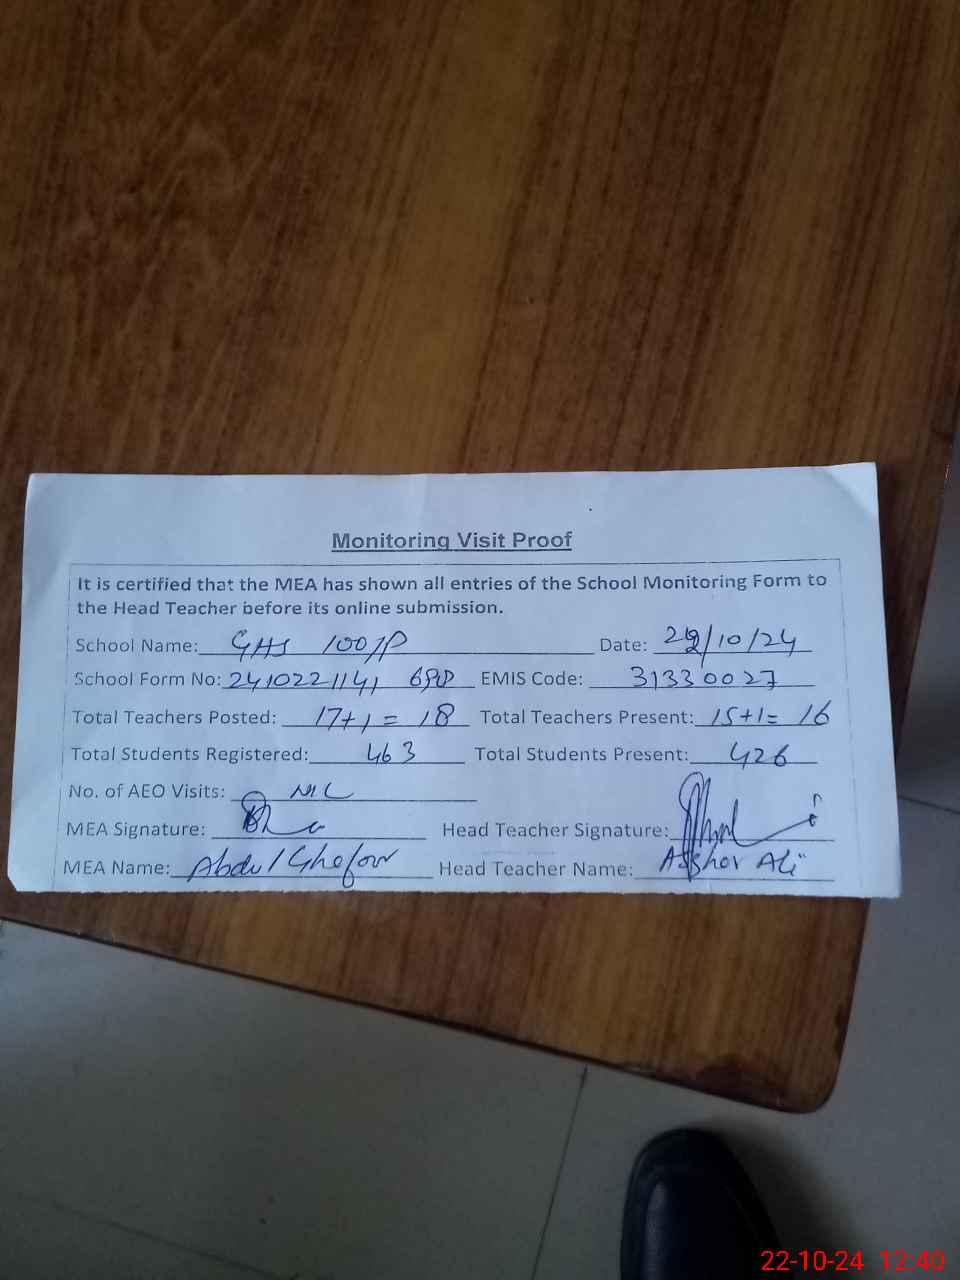 Monitoring Visit Proof
It is certified that the MEA has shown all entries of the School Monitoring Form to
the Head Teacher before its online submission.
School Name: GHS 100/P Date: 22/10/24
School Form No: 2410221141 EMIS Code: 31330027
Total Teachers Posted: 17+1 = 18 Total Teachers Present: 15+1= 16
Total Students Registered: 463 Total Students Present: 426
No. of AEO Visits: NIL
MEA Signature: Head Teacher Signature:
MEA Name: Abdul Ghafoor Head Teacher Name: Asghar Ali
22-10-24 12:40